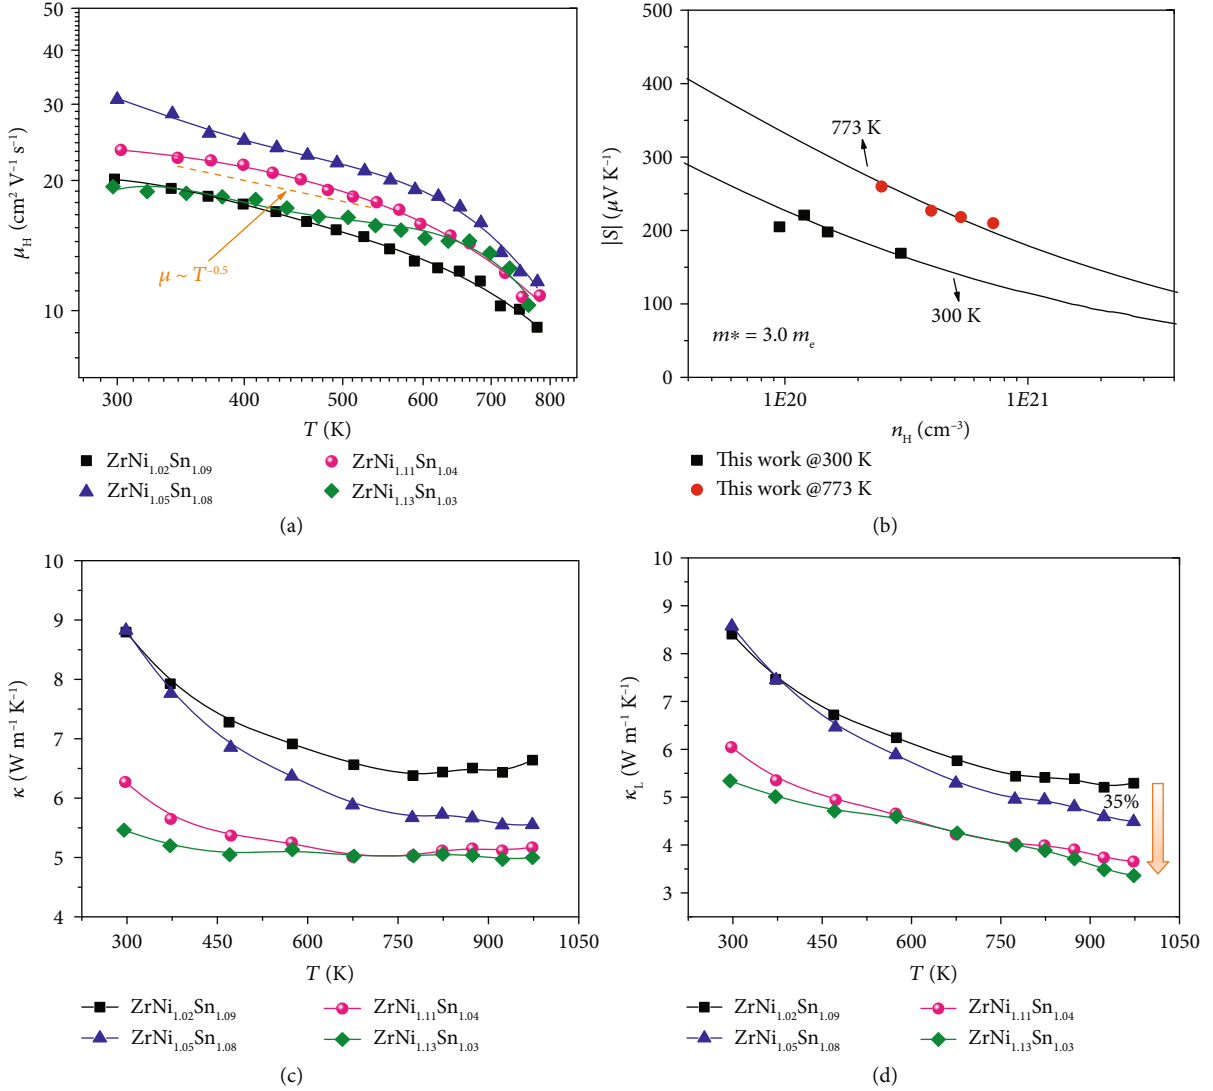 50
40
30
20
10
μ_H (cm² V⁻¹ s⁻¹)
μ ~ T⁻⁰·⁵
300 400 500 600 700 800
T (K)
ZrNi₁.₀₂Sn₁.₀₉ ZrNi₁.₁₁Sn₁.₀₄
ZrNi₁.₀₅Sn₁.₀₈ ZrNi₁.₁₃Sn₁.₀₃
(a)
500
400
300
200
100
0
|S| (μV K⁻¹)
773 K
300 K
m* = 3.0 mₑ
1E20 1E21
n_H (cm⁻³)
This work @300 K
This work @773 K
(b)
10
9
8
7
6
5
4
κ (W m⁻¹ K⁻¹)
300 450 600 750 900 1050
T (K)
ZrNi₁.₀₂Sn₁.₀₉ ZrNi₁.₁₁Sn₁.₀₄
ZrNi₁.₀₅Sn₁.₀₈ ZrNi₁.₁₃Sn₁.₀₃
(c)
10
9
8
7
6
5
4
3
κ_L (W m⁻¹ K⁻¹)
35%
300 450 600 750 900 1050
T (K)
ZrNi₁.₀₂Sn₁.₀₉ ZrNi₁.₁₁Sn₁.₀₄
ZrNi₁.₀₅Sn₁.₀₈ ZrNi₁.₁₃Sn₁.₀₃
(d)